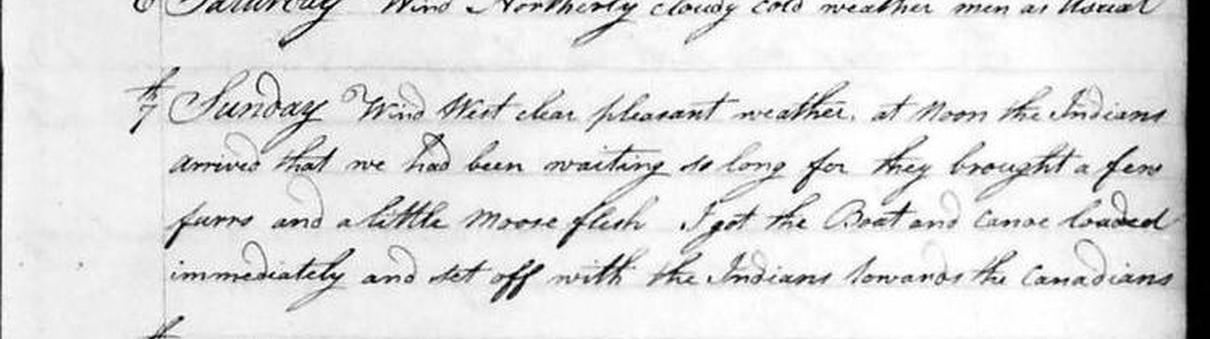 Saturday Wind Northerly cloudy cold weather men as Usual
th
7 Sunday Wind West clear pleasant weather. at Noon the Indians
arrived that we had been waiting so long for they brought a few
furrs and a little Moose flesh I got the Boat and Canoe loaded
immediately and set off with the Indians towards the Canadians
th